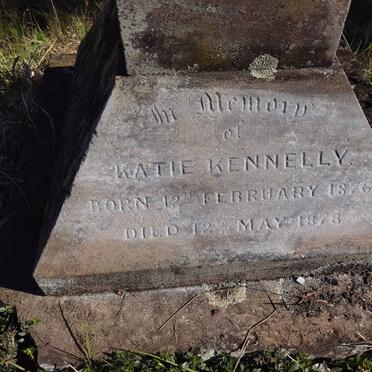 In Memory
of
KATIE KENNELLY.
BORN 12TH FEBRUARY 1876
DIED 12TH MAY 1878